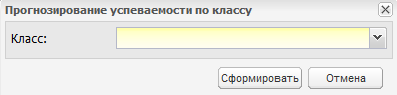 Прогнозирование успеваемости по классу
Класс:
Сформировать Отмена